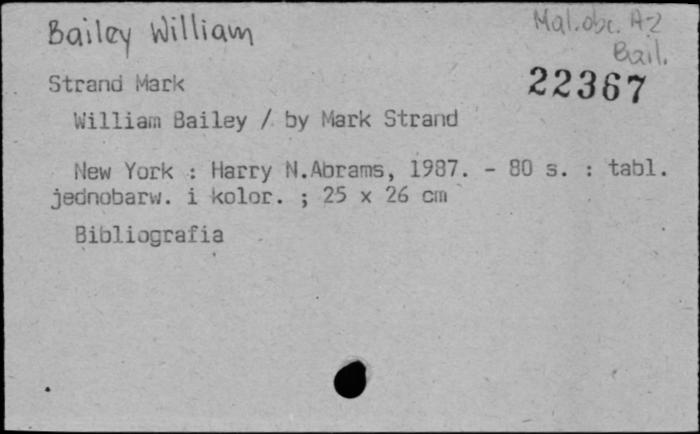 Bailey William
Mal. obc. A-2
Bail.
22367
Strand Mark
William Bailey / by Mark Strand
New York : Harry N.Abrams, 1987. - 80 s. : tabl.
jednobarw. i kolor. ; 25 x 26 cm
Bibliografia